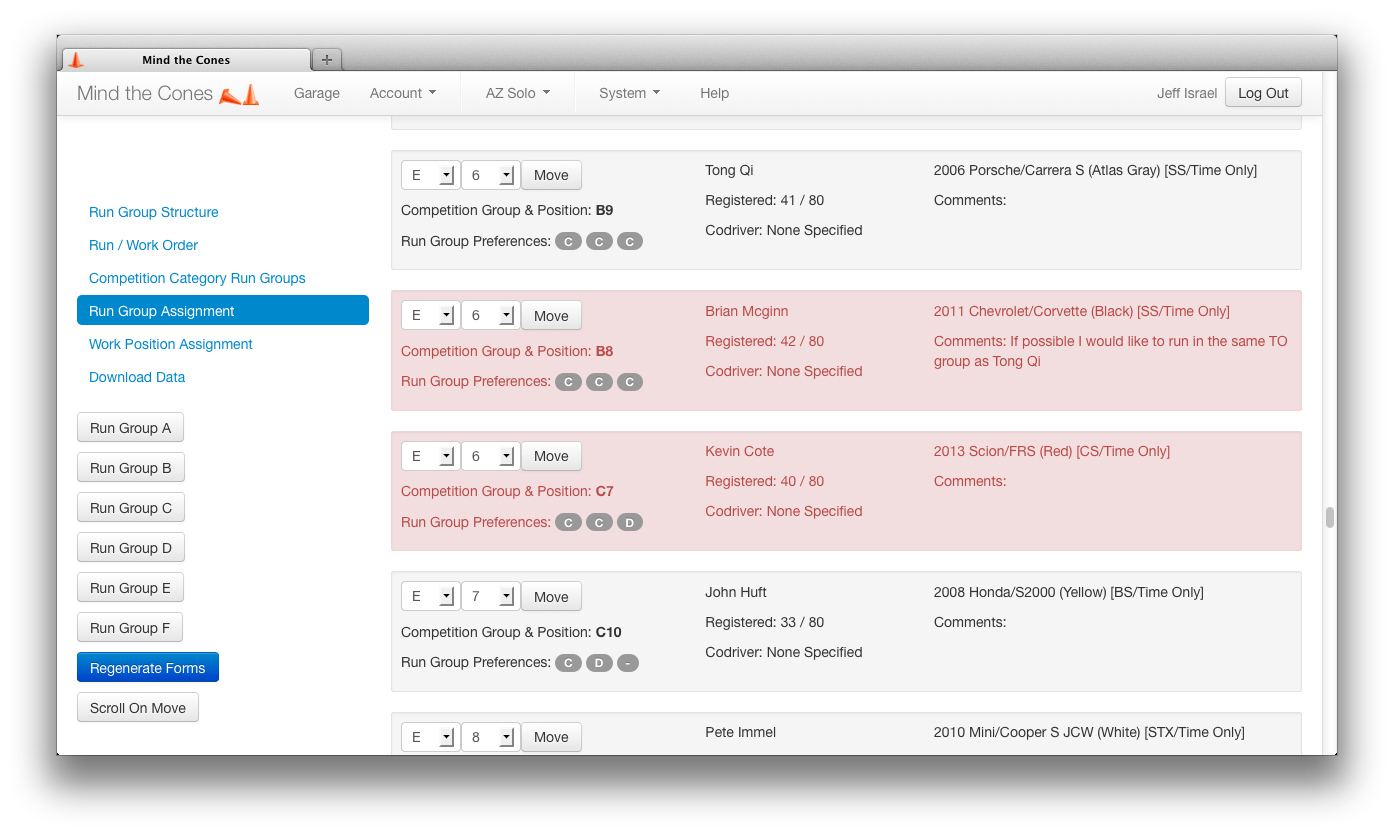 Mind the Cones
+
Mind the Cones Garage Account AZ Solo System Help Jeff Israel Log Out
Run Group Structure
Run / Work Order
Competition Category Run Groups
Run Group Assignment
Work Position Assignment
Download Data
Run Group A
Run Group B
Run Group C
Run Group D
Run Group E
Run Group F
Regenerate Forms
Scroll On Move
E 6 Move
Competition Group & Position: B9
Run Group Preferences: C C C
Tong Qi
Registered: 41 / 80
Codriver: None Specified
2006 Porsche/Carrera S (Atlas Gray) [SS/Time Only]
Comments:
E 6 Move
Competition Group & Position: B8
Run Group Preferences: C C C
Brian Mcginn
Registered: 42 / 80
Codriver: None Specified
2011 Chevrolet/Corvette (Black) [SS/Time Only]
Comments: If possible I would like to run in the same TO
group as Tong Qi
E 6 Move
Competition Group & Position: C7
Run Group Preferences: C C D
Kevin Cote
Registered: 40 / 80
Codriver: None Specified
2013 Scion/FRS (Red) [CS/Time Only]
Comments:
E 7 Move
Competition Group & Position: C10
Run Group Preferences: C D -
John Huft
Registered: 33 / 80
Codriver: None Specified
2008 Honda/S2000 (Yellow) [BS/Time Only]
Comments:
E 8 Move
Pete Immel
2010 Mini/Cooper S JCW (White) [STX/Time Only]